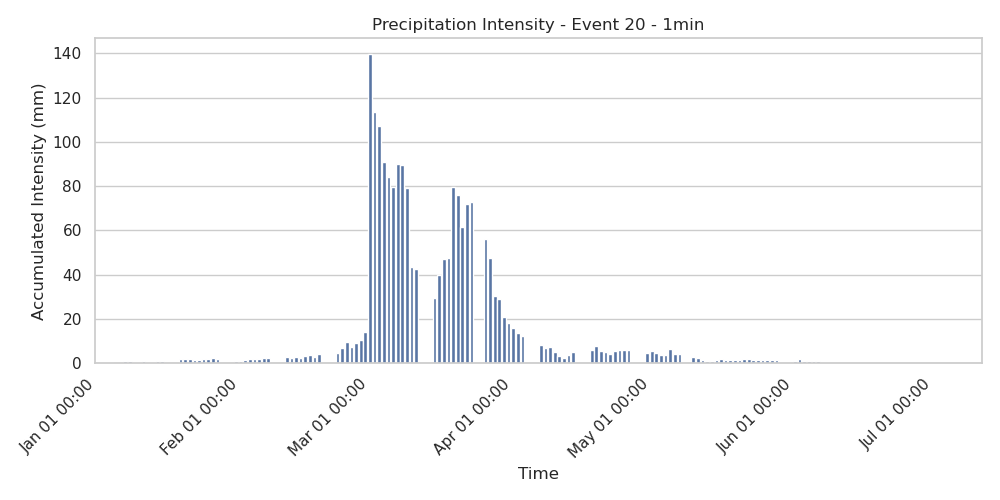 Precipitation Intensity - Event 20 - 1min
Accumulated Intensity (mm)
140
120
100
80
60
40
20
0
Jan 01 00:00
Feb 01 00:00
Mar 01 00:00
Apr 01 00:00
May 01 00:00
Jun 01 00:00
Jul 01 00:00
Time